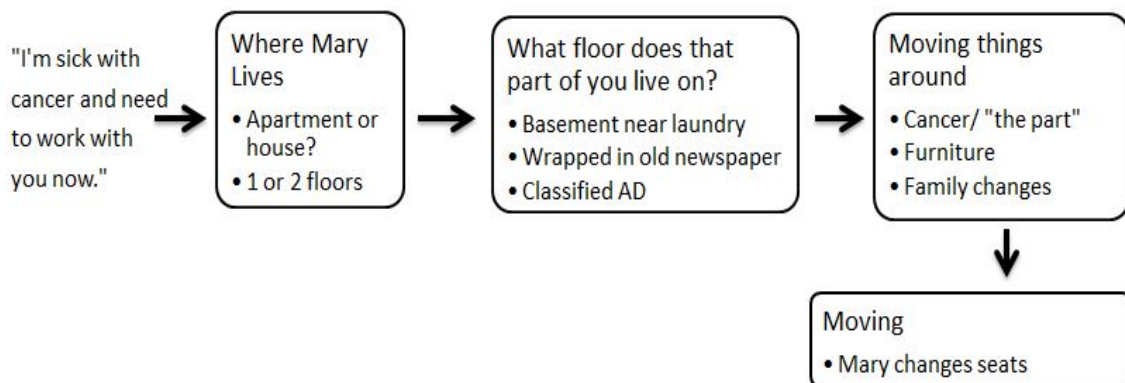 "I'm sick with
cancer and need
to work with
you now."
Where Mary
Lives
• Apartment or
house?
• 1 or 2 floors
What floor does that
part of you live on?
• Basement near laundry
• Wrapped in old newspaper
• Classified AD
Moving things
around
• Cancer/ "the part"
• Furniture
• Family changes
Moving
• Mary changes seats